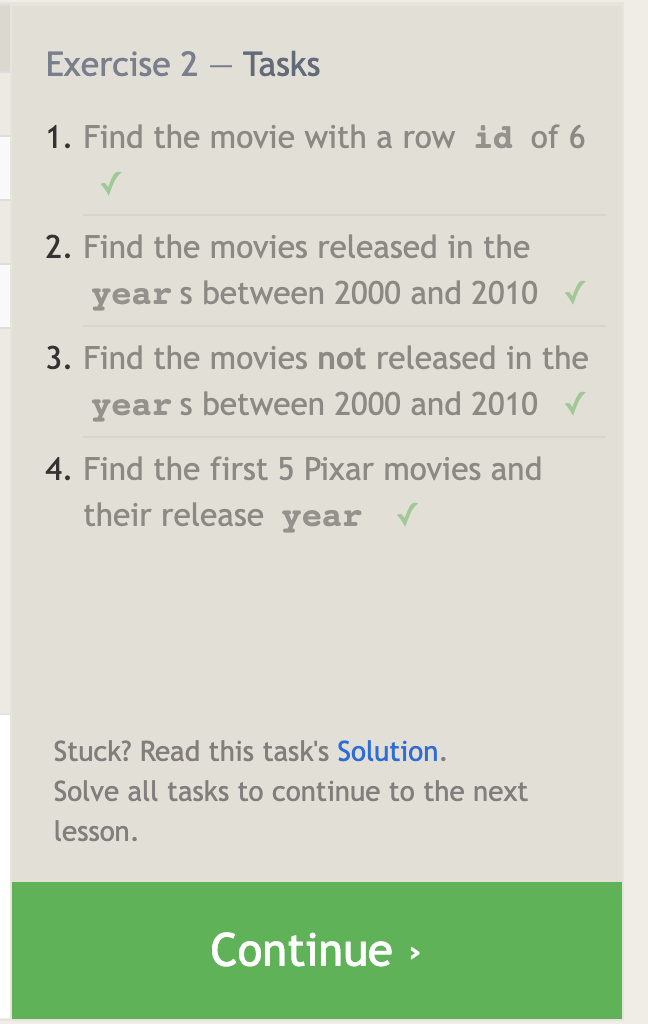 Exercise 2 — Tasks
1. Find the movie with a row id of 6
✓
2. Find the movies released in the
years between 2000 and 2010 ✓
3. Find the movies not released in the
years between 2000 and 2010 ✓
4. Find the first 5 Pixar movies and
their release year ✓
Stuck? Read this task's Solution.
Solve all tasks to continue to the next
lesson.
Continue ›